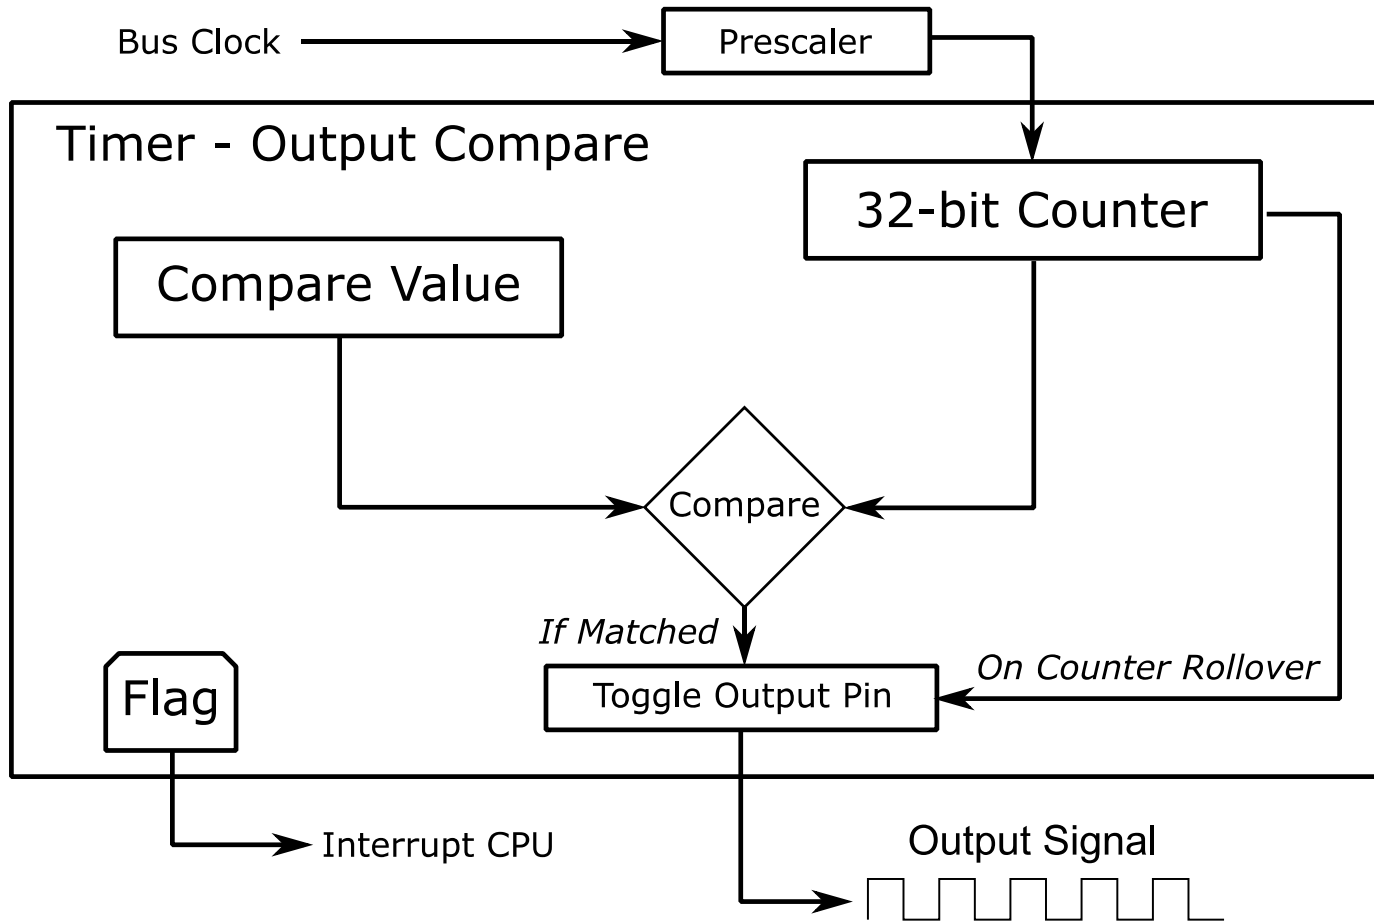 Bus Clock
Prescaler
Timer - Output Compare
32-bit Counter
Compare Value
Compare
If Matched
On Counter Rollover
Toggle Output Pin
Flag
Interrupt CPU
Output Signal